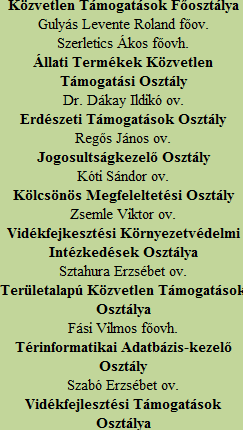 Közvetlen Támogatások Főosztálya
Gulyás Levente Roland főov.
Szerletics Ákos főovh.
Állati Termékek Közvetlen
Támogatási Osztály
Dr. Dákay Ildikó ov.
Erdészeti Támogatások Osztály
Regős János ov.
Jogosultságkezelő Osztály
Kóti Sándor ov.
Kölcsönös Megfeleltetési Osztály
Zsemle Viktor ov.
Vidékfejkesztési Környezetvédelmi
Intézkedések Osztálya
Sztahura Erzsébet ov.
Területalapú Közvetlen Támogatások
Osztálya
Fási Vilmos főovh.
Térinformatikai Adatbázis-kezelő
Osztály
Szabó Erzsébet ov.
Vidékfejlesztési Támogatások
Osztálya